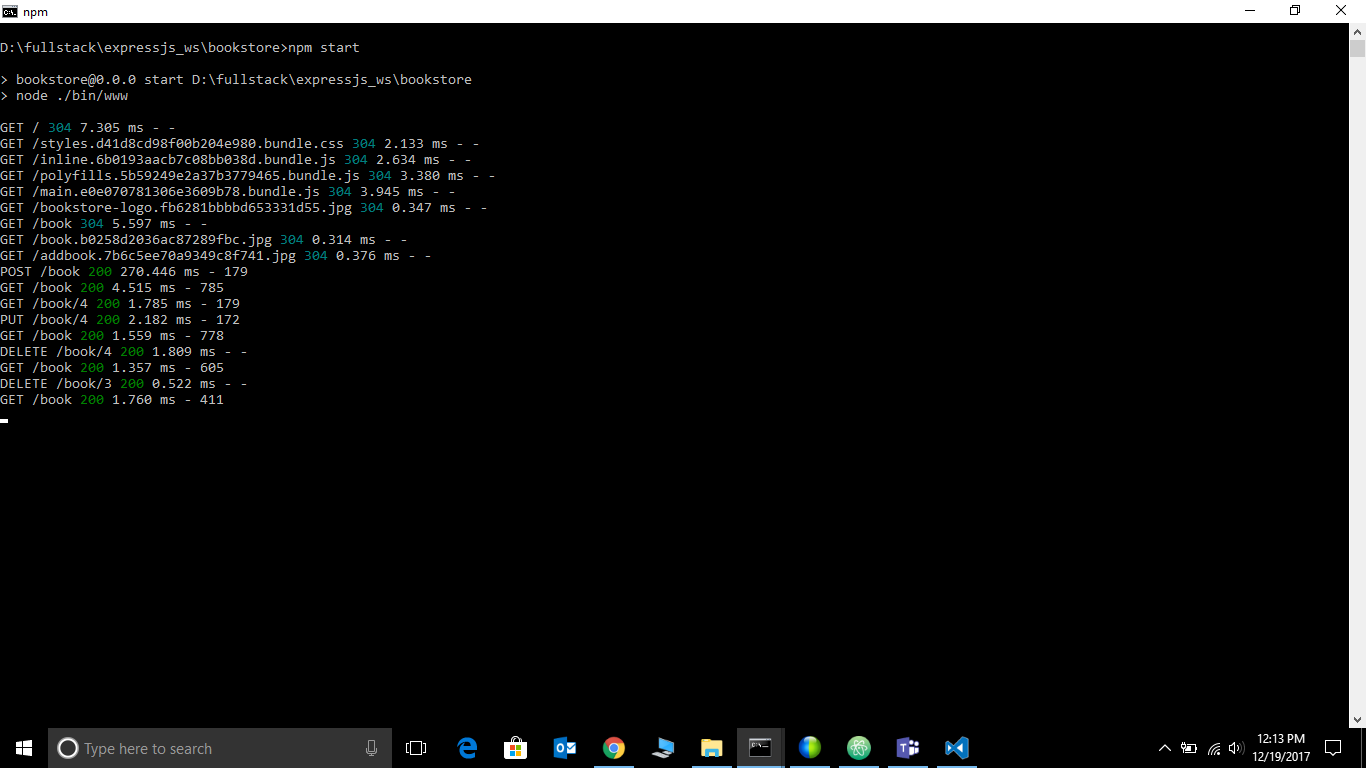 npm
D:\fullstack\expressjs_ws\bookstore>npm start
> bookstore@0.0.0 start D:\fullstack\expressjs_ws\bookstore
> node ./bin/www
GET / 304 7.305 ms - -
GET /styles.d41d8cd98f00b204e980.bundle.css 304 2.133 ms - -
GET /inline.6b0193aacb7c08bb038d.bundle.js 304 2.634 ms - -
GET /polyfills.5b59249e2a37b3779465.bundle.js 304 3.380 ms - -
GET /main.e0e070781306e3609b78.bundle.js 304 3.945 ms - -
GET /bookstore-logo.fb6281bbbbd653331d55.jpg 304 0.347 ms - -
GET /book 304 5.597 ms - -
GET /book.b0258d2036ac87289fbc.jpg 304 0.314 ms - -
GET /addbook.7b6c5ee70a9349c8f741.jpg 304 0.376 ms - -
POST /book 200 270.446 ms - 179
GET /book 200 4.515 ms - 785
GET /book/4 200 1.785 ms - 179
PUT /book/4 200 2.182 ms - 172
GET /book 200 1.559 ms - 778
DELETE /book/4 200 1.809 ms - -
GET /book 200 1.357 ms - 605
DELETE /book/3 200 0.522 ms - -
GET /book 200 1.760 ms - 411
Type here to search
12:13 PM
12/19/2017